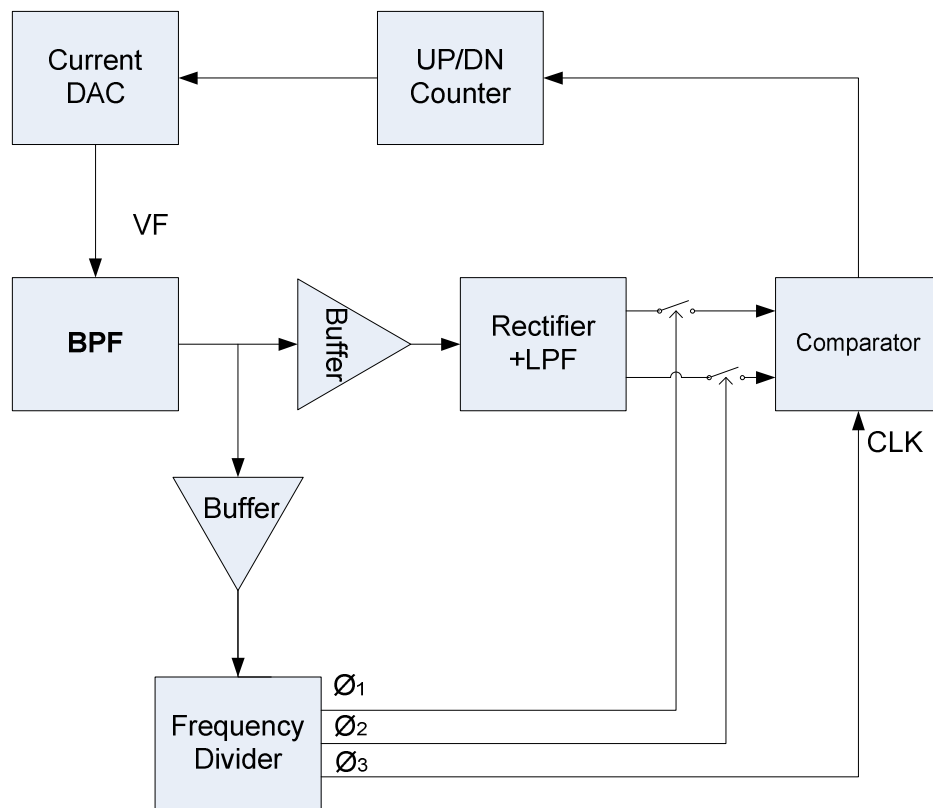 Current
DAC
UP/DN
Counter
VF
BPF
Buffer
Rectifier
+LPF
Comparator
CLK
Buffer
Frequency
Divider
Ø1
Ø2
Ø3